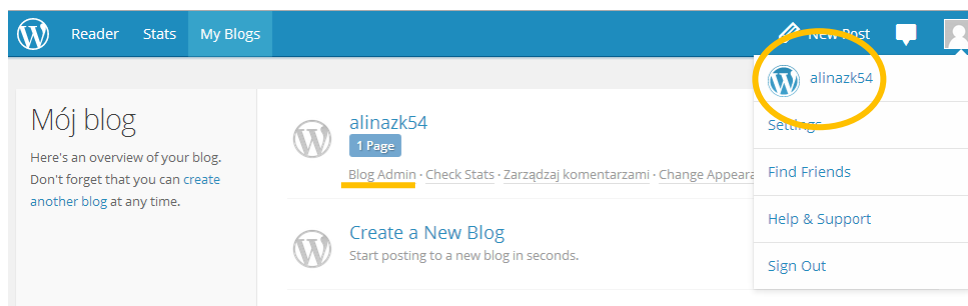 Reader Stats My Blogs New Post
alinazk54
Settings
Find Friends
Help & Support
Sign Out
Mój blog
Here's an overview of your blog.
Don't forget that you can create
another blog at any time.
alinazk54
1 Page
Blog Admin · Check Stats · Zarządzaj komentarzami · Change Appeara
Create a New Blog
Start posting to a new blog in seconds.